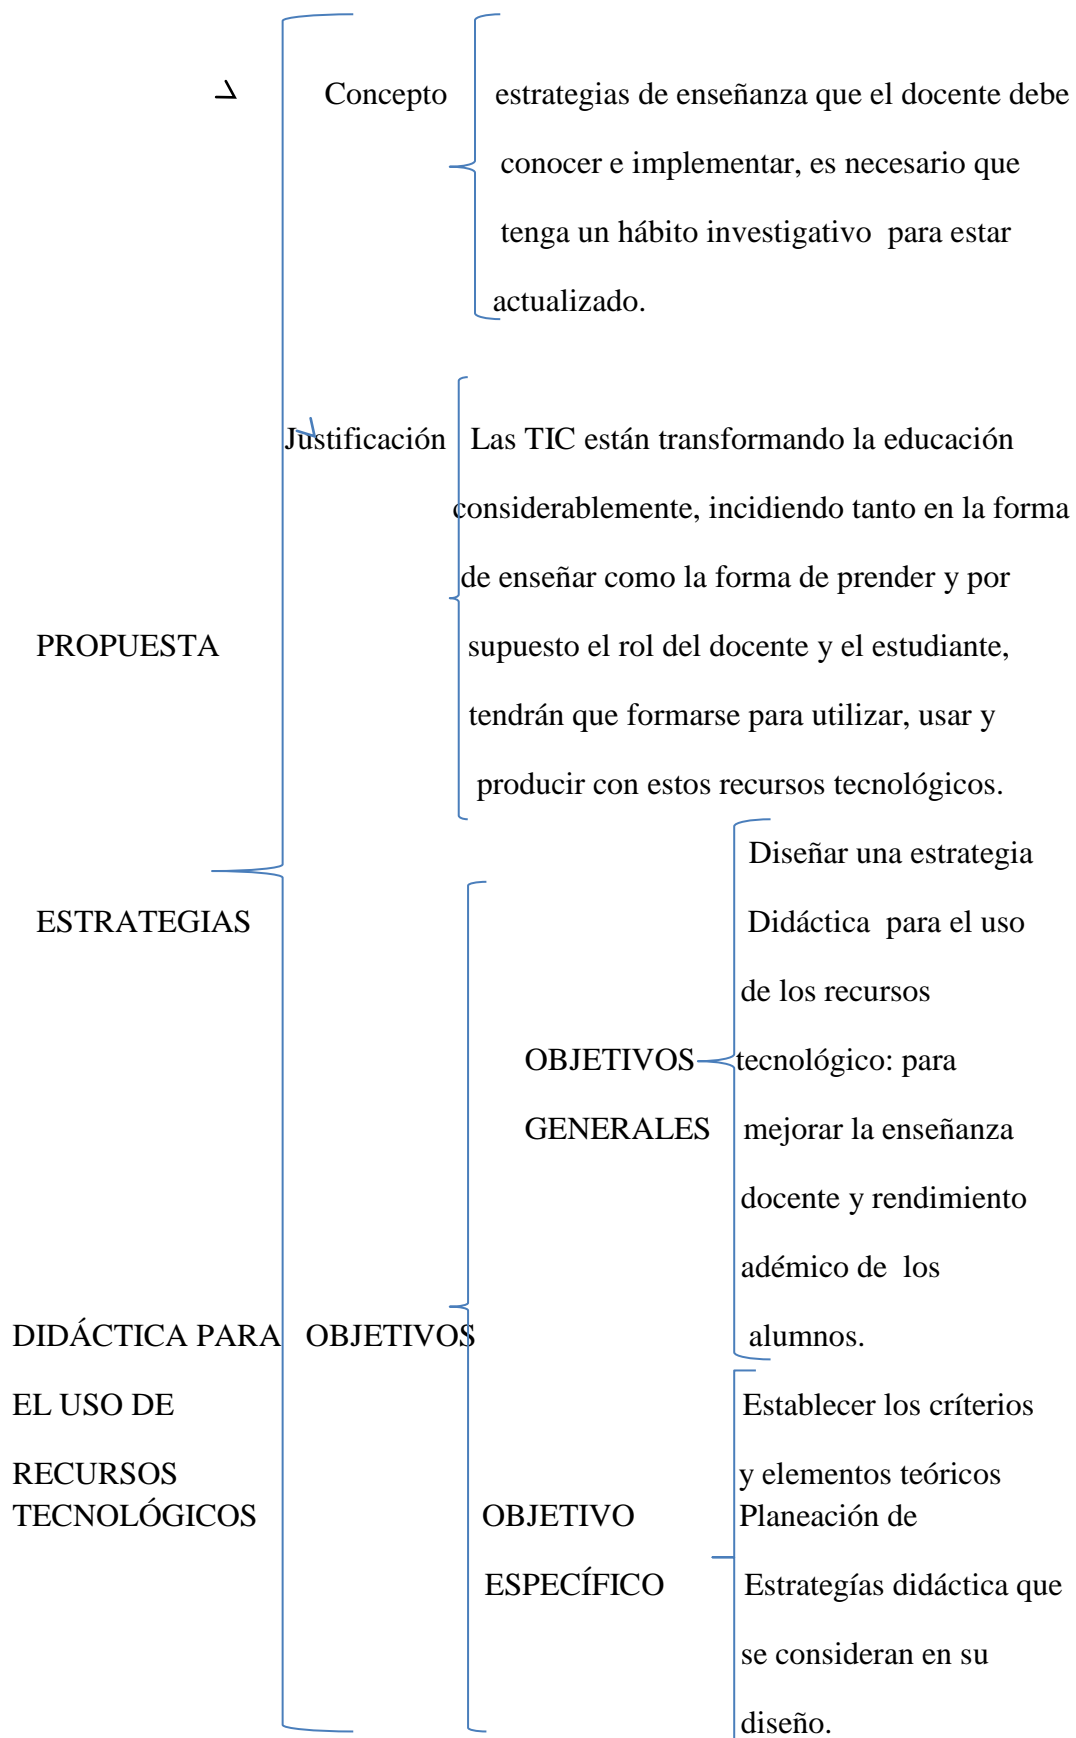 Concepto estrategias de enseñanza que el docente debe
conocer e implementar, es necesario que
tenga un hábito investigativo para estar
actualizado.
Justificación Las TIC están transformando la educación
considerablemente, incidiendo tanto en la forma
de enseñar como la forma de prender y por
PROPUESTA supuesto el rol del docente y el estudiante,
tendrán que formarse para utilizar, usar y
producir con estos recursos tecnológicos.
Diseñar una estrategia
ESTRATEGIAS Didáctica para el uso
de los recursos
OBJETIVOS tecnológico: para
GENERALES mejorar la enseñanza
docente y rendimiento
adémico de los
DIDÁCTICA PARA OBJETIVOS alumnos.
EL USO DE Establecer los críterios
RECURSOS y elementos teóricos
TECNOLÓGICOS OBJETIVO Planeación de
ESPECÍFICO Estrategías didáctica que
se consideran en su
diseño.